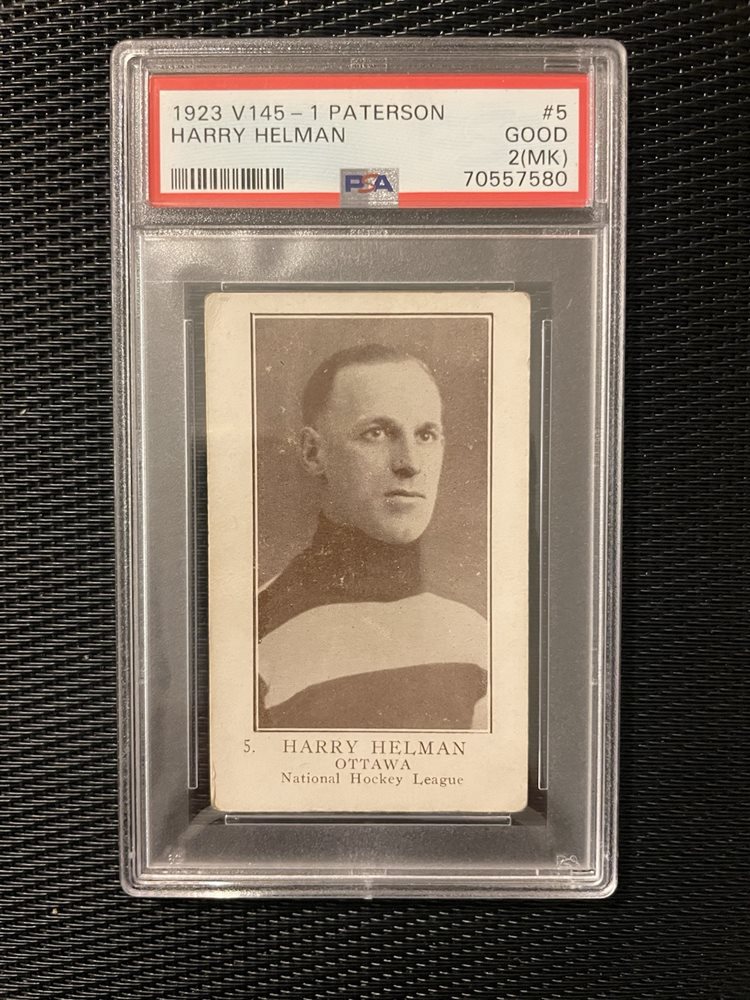 1923 V145 - 1 PATERSON #5
HARRY HELMAN GOOD
2(MK)
PSA 70557580
5. HARRY HELMAN
OTTAWA
National Hockey League